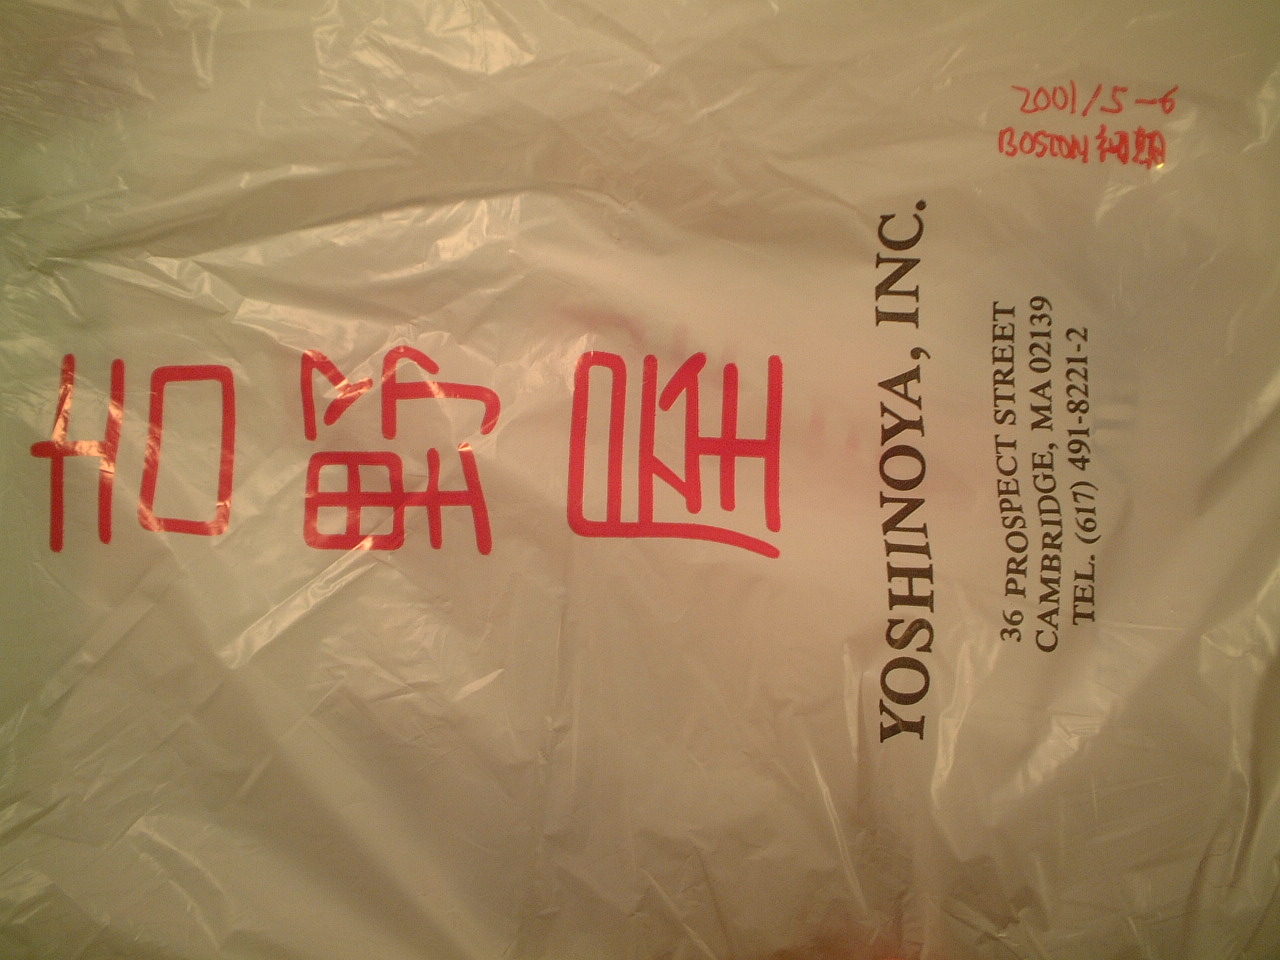 吉野屋
YOSHINOYA, INC.
36 PROSPECT STREET
CAMBRIDGE, MA 02139
TEL. (617) 491-8221-2
2001/5-6
BOSTON